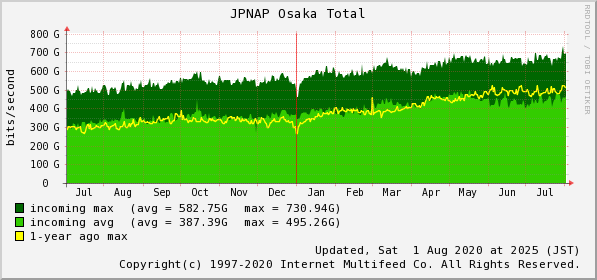 JPNAP Osaka Total
RRDTOOL / TOBI OETIKER
bits/second
800 G
700 G
600 G
500 G
400 G
300 G
200 G
100 G
0
Jul Aug Sep Oct Nov Dec Jan Feb Mar Apr May Jun Jul
incoming max (avg = 582.75G max = 730.94G)
incoming avg (avg = 387.39G max = 495.26G)
1-year ago max
Updated, Sat 1 Aug 2020 at 2025 (JST)
Copyright(c) 1997-2020 Internet Multifeed Co. All Rights Reserved.